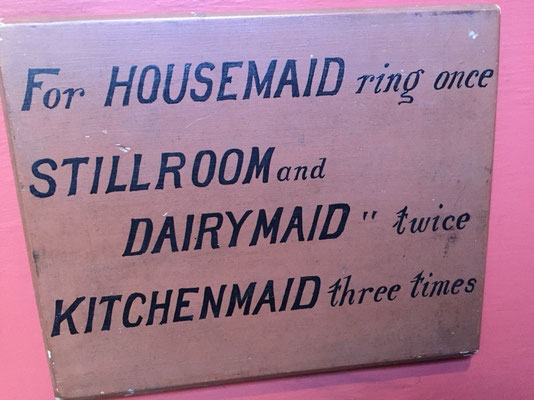 For HOUSEMAID ring once
STILLROOM and
DAIRYMAID " twice
KITCHENMAID three times